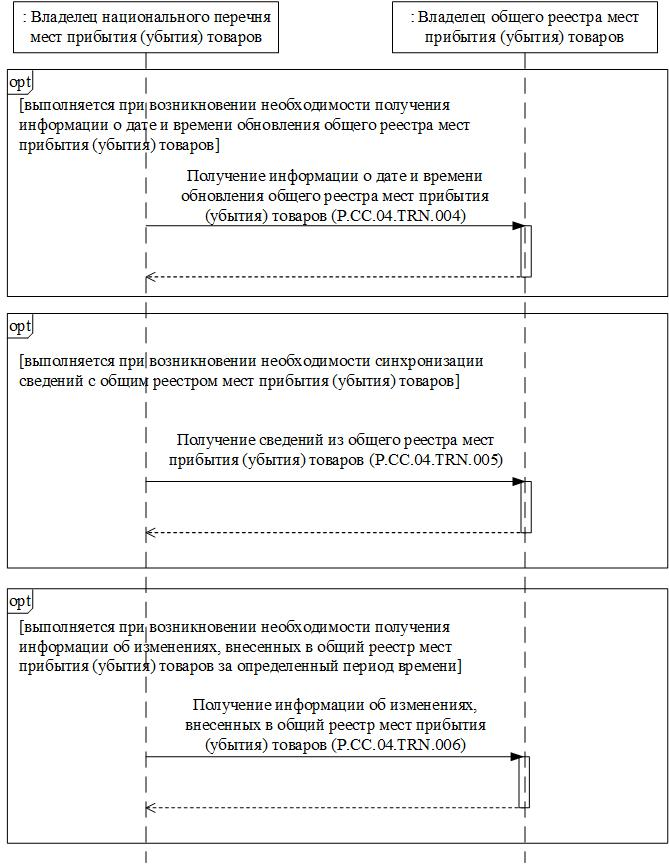 : Владелец национального перечня
мест прибытия (убытия) товаров
: Владелец общего реестра мест
прибытия (убытия) товаров
opt
[выполняется при возникновении необходимости получения
информации о дате и времени обновления общего реестра мест
прибытия (убытия) товаров]
Получение информации о дате и времени
обновления общего реестра мест прибытия
(убытия) товаров (P.CC.04.TRN.004)
opt
[выполняется при возникновении необходимости синхронизации
сведений с общим реестром мест прибытия (убытия) товаров]
Получение сведений из общего реестра мест
прибытия (убытия) товаров (P.CC.04.TRN.005)
opt
[выполняется при возникновении необходимости получения
информации об изменениях, внесенных в общий реестр мест
прибытия (убытия) товаров за определенный период времени]
Получение информации об изменениях,
внесенных в общий реестр мест прибытия
(убытия) товаров (P.CC.04.TRN.006)